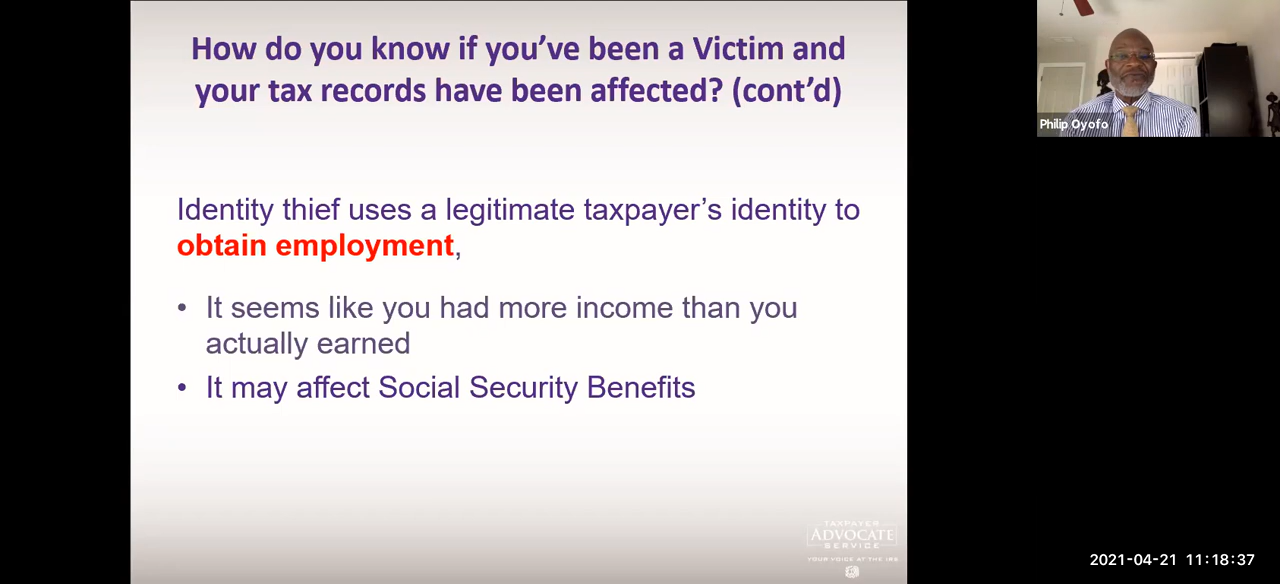 How do you know if you’ve been a Victim and
your tax records have been affected? (cont’d)
Philip Oyofo
Identity thief uses a legitimate taxpayer’s identity to
obtain employment,
• It seems like you had more income than you
actually earned
• It may affect Social Security Benefits
TAXPAYER
ADVOCATE
SERVICE
YOUR VOICE AT THE IRS
2021-04-21 11:18:37